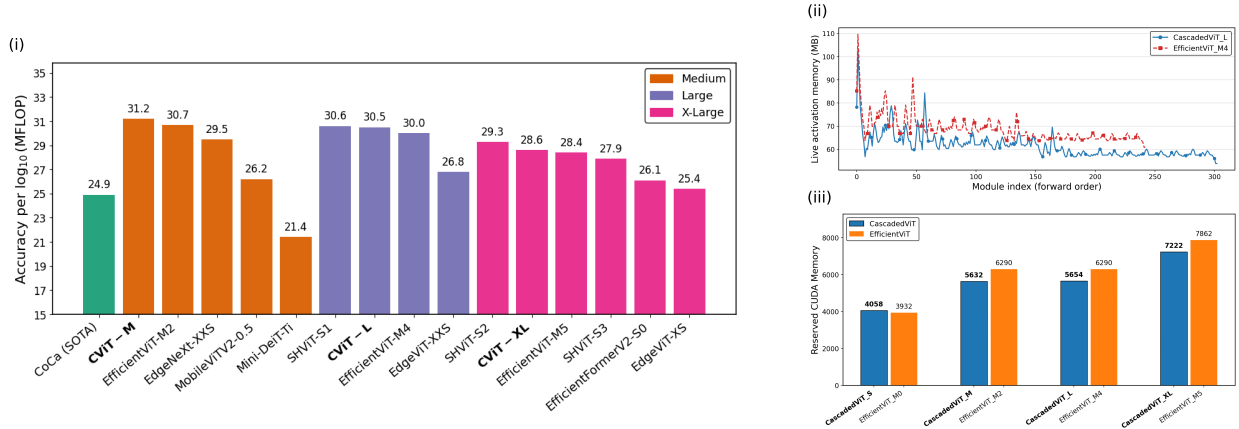 (i)
Accuracy per log10 (MFLOP)
35
33
31
29
27
25
23
21
19
17
15
24.9
31.2
30.7
29.5
26.2
21.4
30.6
30.5
30.0
26.8
29.3
28.6
28.4
27.9
26.1
25.4
Medium
Large
X-Large
CoCa (SOTA)
CViT − M
EfficientViT-M2
EdgeNeXt-XXS
MobileViTV2-0.5
Mini-DeiT-Ti
SHViT-S1
CViT − L
EfficientViT-M4
EdgeViT-XXS
SHViT-S2
CViT − XL
EfficientViT-M5
SHViT-S3
EfficientFormerV2-S0
EdgeViT-XS
(ii)
Live activation memory (MB)
110
100
90
80
70
60
CascadedViT_L
EfficientViT_M4
0
50
100
150
200
250
300
Module index (forward order)
(iii)
Reserved CUDA Memory
8000
6000
4000
2000
0
CascadedViT
EfficientViT
4058
3932
5632
6290
5654
6290
7222
7862
CascadedViT_S
EfficientViT_M0
CascadedViT_M
EfficientViT_M2
CascadedViT_L
EfficientViT_M4
CascadedViT_XL
EfficientViT_M5